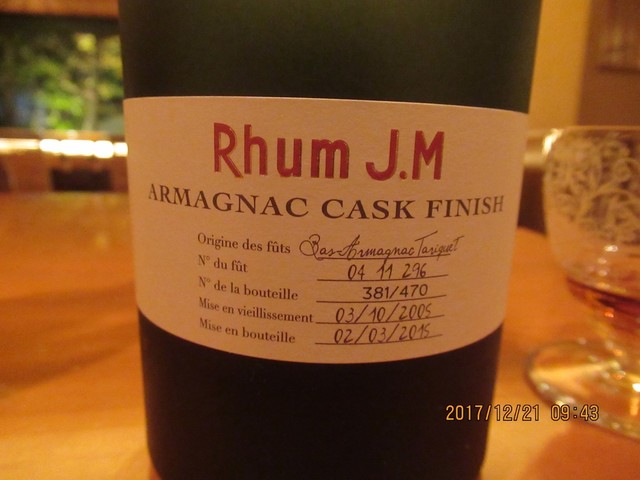 Rhum J.M
ARMAGNAC CASK FINISH
Origine des fûts Bas-Armagnac Tariquet
N° du fût 04 11 296
N° de la bouteille 381/470
Mise en vieillissement 03/10/2005
Mise en bouteille 02/03/2015
2017/12/21 09:43